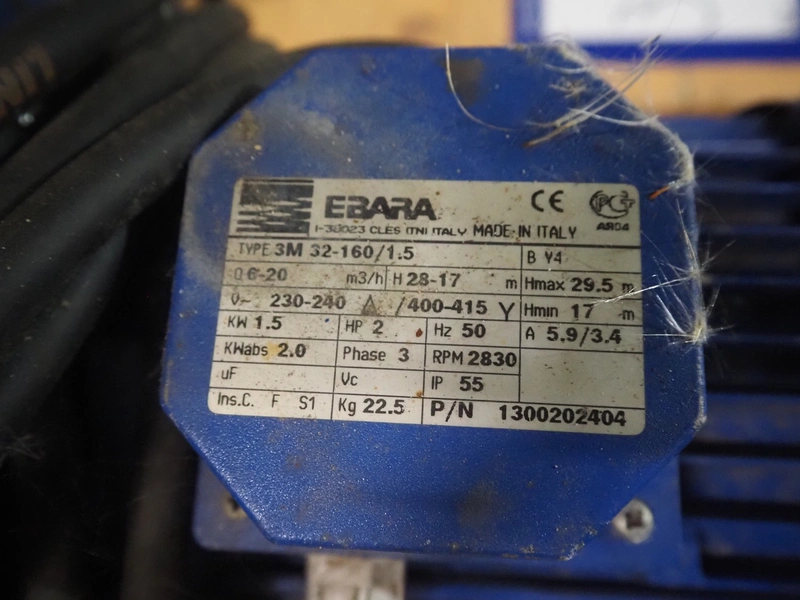 EBARA CE PCT
I-38023 CLES (TN) ITALY MADE IN ITALY AЯ04
TYPE 3M 32-160/1.5 B Y4
Q 6-20 m3/h H 28-17 m Hmax 29.5 m
V~ 230-240 Δ /400-415 Y Hmin 17 m
KW 1.5 HP 2 Hz 50 A 5.9/3.4
KWabs 2.0 Phase 3 RPM 2830
uF Vc IP 55
Ins.C. F S1 Kg 22.5 P/N 1300202404